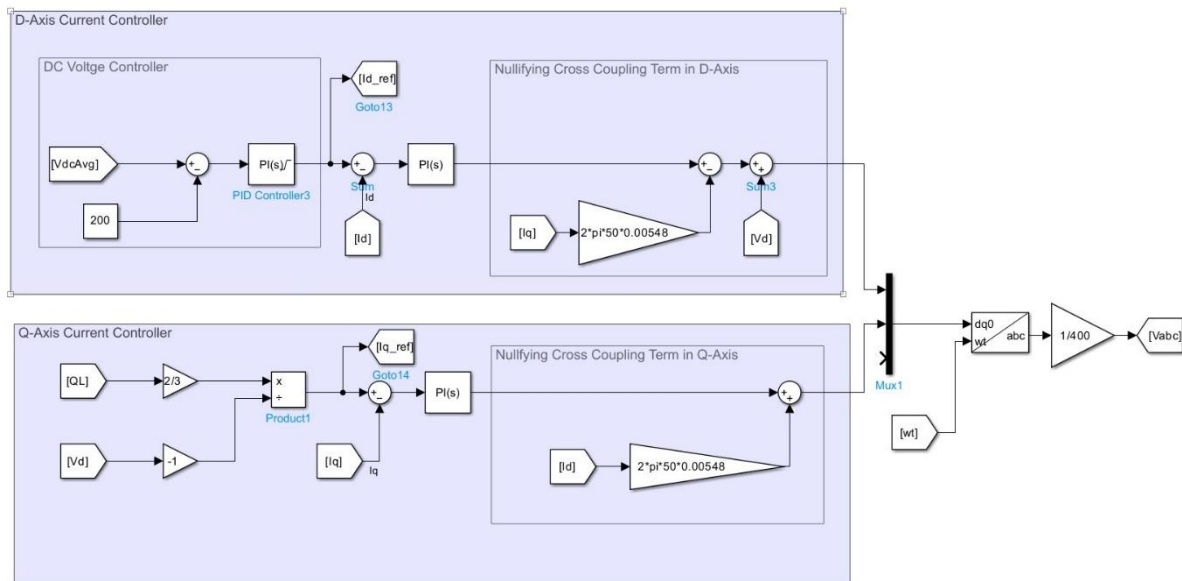 D-Axis Current Controller
DC Voltge Controller
[Id_ref]
Goto13
Nullifying Cross Coupling Term in D-Axis
[VdcAvg]
+
−
PI(s)
PID Controller3
+
−
Sum
Id
PI(s)
+
−
+
+
Sum3
200
[Id]
[Iq]
2*pi*50*0.00548
[Vd]
Q-Axis Current Controller
[Iq_ref]
Goto14
Nullfying Cross Coupling Term in Q-Axis
[QL]
2/3
x
÷
Product1
+
−
PI(s)
+
+
[Vd]
-1
[Iq]
Iq
[Id]
2*pi*50*0.00548
Mux1
dq0
wt
abc
1/400
[Vabc]
[wt]